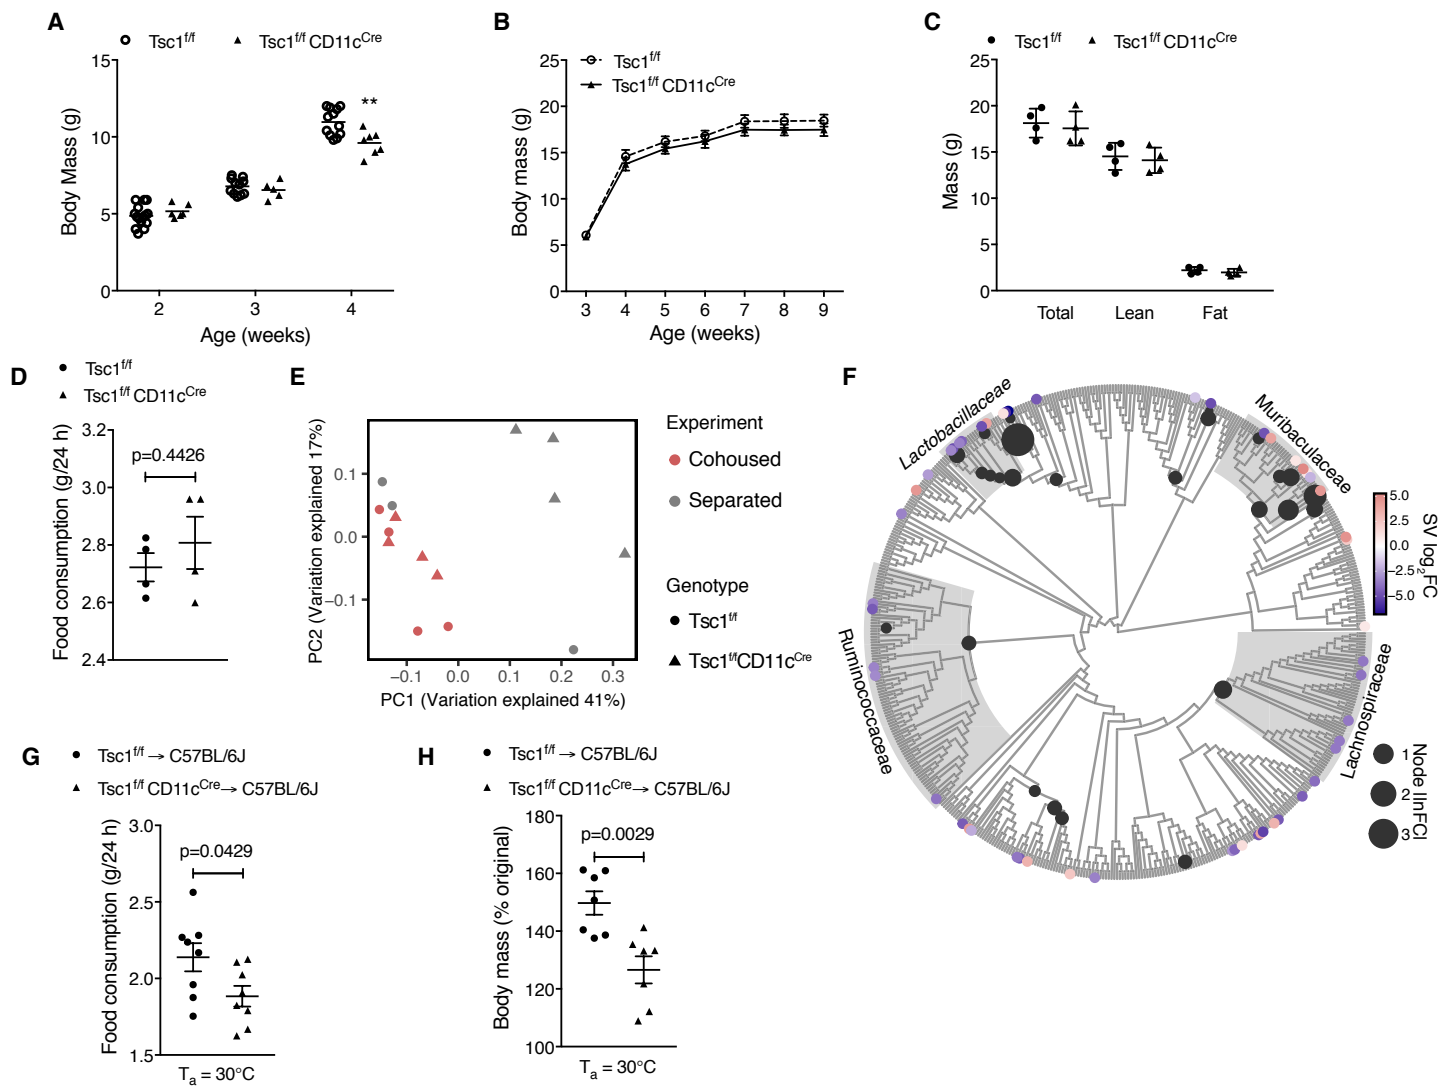 A
Tsc1f/f
Tsc1f/f CD11cCre
Body Mass (g)
15
10
5
0
**
2 3 4
Age (weeks)
B
Tsc1f/f
Tsc1f/f CD11cCre
Body mass (g)
25
20
15
10
5
0
3 4 5 6 7 8 9
Age (weeks)
C
Tsc1f/f
Tsc1f/f CD11cCre
Mass (g)
25
20
15
10
5
0
Total Lean Fat
D
Tsc1f/f
Tsc1f/f CD11cCre
Food consumption (g/24 h)
3.2
3.0
2.8
2.6
2.4
p=0.4426
E
PC2 (Variation explained 17%)
0.1
0.0
−0.1
−0.1 0.0 0.1 0.2 0.3
PC1 (Variation explained 41%)
Experiment
Cohoused
Separated
Genotype
Tsc1f/f
Tsc1f/fCD11cCre
F
Lactobacillaceae
Muribaculaceae
Ruminococcaceae
Lachnospiraceae
5.0
2.5
0.0
−2.5
−5.0
SV log2FC
1
2
3
Node |lnFC|
G
Tsc1f/f → C57BL/6J
Tsc1f/f CD11cCre → C57BL/6J
Food consumption (g/24 h)
3.0
2.5
2.0
1.5
p=0.0429
Ta = 30°C
H
Tsc1f/f → C57BL/6J
Tsc1f/f CD11cCre → C57BL/6J
Body mass (% original)
180
160
140
120
100
p=0.0029
Ta = 30°C